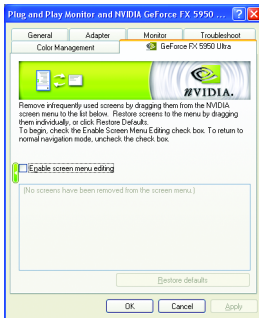 Plug and Play Monitor and NVIDIA GeForce FX 5950 ...
General Adapter Monitor Troubleshoot
Color Management GeForce FX 5950 Ultra
NVIDIA.
Remove infrequently used screens by dragging them from the NVIDIA
screen menu to the list below. Restore screens to the menu by dragging
them individually, or click Restore Defaults.
To begin, check the Enable Screen Menu Editing check box. To return to
normal navigation mode, uncheck the check box.
Enable screen menu editing
(No screens have been removed from the screen menu.)
Restore defaults
OK Cancel Apply